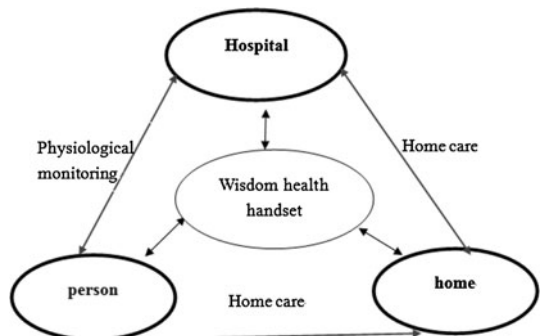 Hospital
Physiological
monitoring
Home care
Wisdom health
handset
person
home
Home care